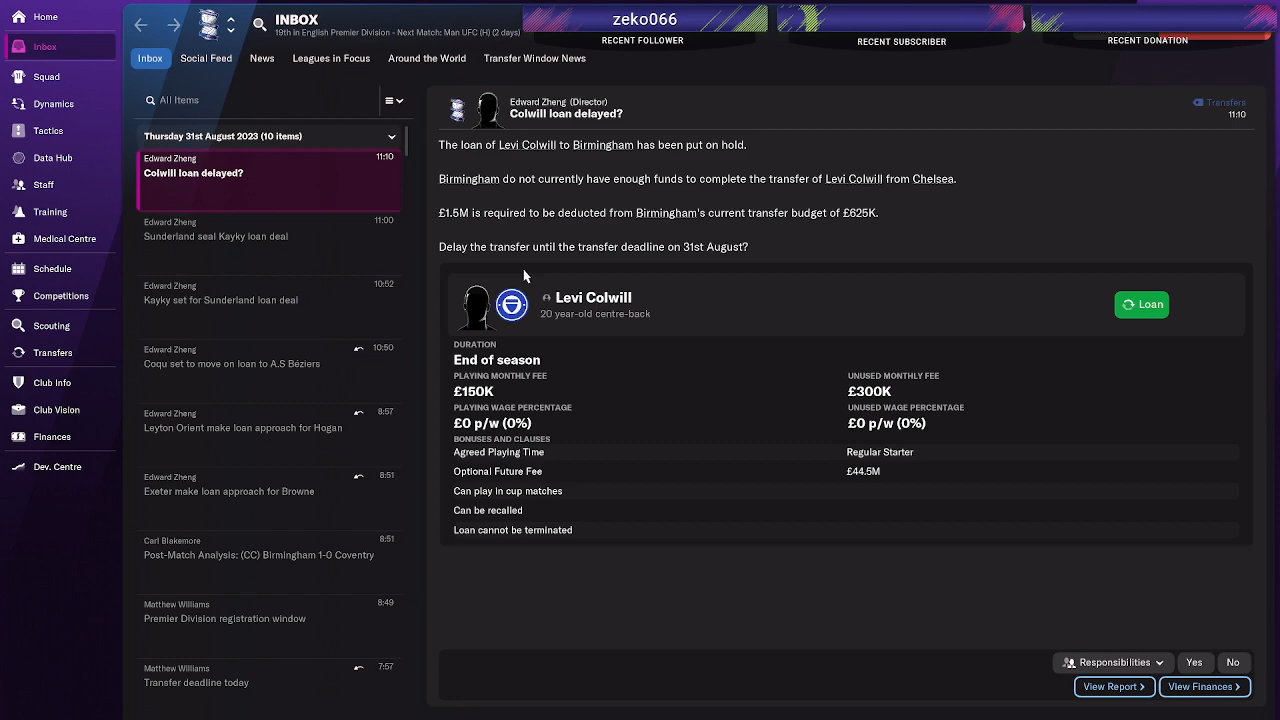 Home
Inbox
Squad
Dynamics
Tactics
Data Hub
Staff
Training
Medical Centre
Schedule
Competitions
Scouting
Transfers
Club Info
Club Vision
Finances
Dev. Centre
INBOX
19th in English Premier Division - Next Match: Man UFC (H) (2 days)
zeko066
RECENT FOLLOWER
RECENT SUBSCRIBER
RECENT DONATION
Inbox
Social Feed
News
Leagues in Focus
Around the World
Transfer Window News
All Items
Thursday 31st August 2023 (10 items)
Edward Zheng 11:10
Colwill loan delayed?
Edward Zheng 11:00
Sunderland seal Kayky loan deal
Edward Zheng 10:52
Kayky set for Sunderland loan deal
Edward Zheng 10:50
Coqu set to move on loan to A.S Béziers
Edward Zheng 8:57
Leyton Orient make loan approach for Hogan
Edward Zheng 8:51
Exeter make loan approach for Browne
Carl Blakemore 8:51
Post-Match Analysis: (CC) Birmingham 1-0 Coventry
Matthew Williams 8:49
Premier Division registration window
Matthew Williams 7:57
Transfer deadline today
Edward Zheng (Director)
Colwill loan delayed?
Transfers
11:10
The loan of Levi Colwill to Birmingham has been put on hold.
Birmingham do not currently have enough funds to complete the transfer of Levi Colwill from Chelsea.
£1.5M is required to be deducted from Birmingham's current transfer budget of £625K.
Delay the transfer until the transfer deadline on 31st August?
Levi Colwill
20 year-old centre-back
Loan
DURATION
End of season
PLAYING MONTHLY FEE UNUSED MONTHLY FEE
£150K £300K
PLAYING WAGE PERCENTAGE UNUSED WAGE PERCENTAGE
£0 p/w (0%) £0 p/w (0%)
BONUSES AND CLAUSES
Agreed Playing Time Regular Starter
Optional Future Fee £44.5M
Can play in cup matches
Can be recalled
Loan cannot be terminated
Responsibilities Yes No
View Report View Finances